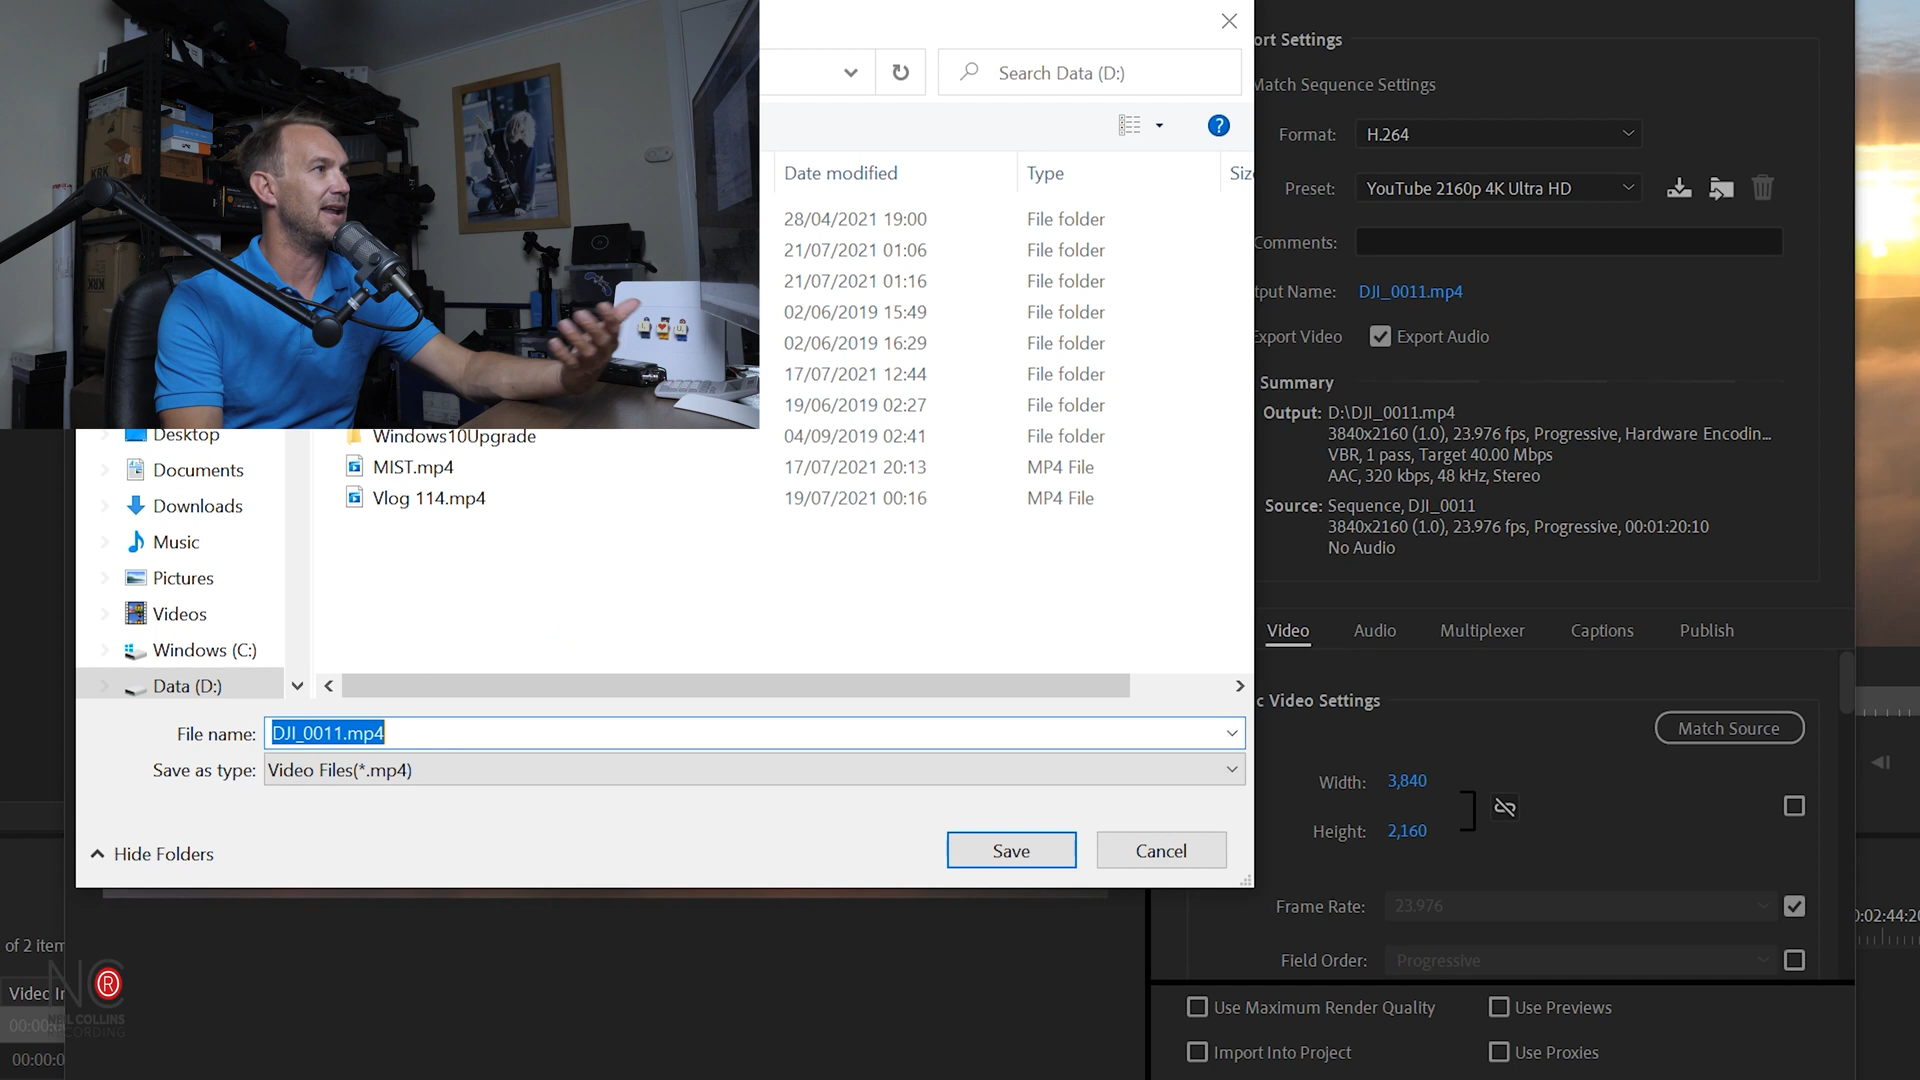 Search Data (D:)
Date modified
Type
28/04/2021 19:00
File folder
21/07/2021 01:06
File folder
21/07/2021 01:16
File folder
02/06/2019 15:49
File folder
02/06/2019 16:29
File folder
17/07/2021 12:44
File folder
19/06/2019 02:27
File folder
Windows10Upgrade
04/09/2019 02:41
File folder
MIST.mp4
17/07/2021 20:13
MP4 File
Vlog 114.mp4
19/07/2021 00:16
MP4 File
Desktop
Documents
Downloads
Music
Pictures
Videos
Windows (C:)
Data (D:)
File name:
DJI_0011.mp4
Save as type:
Video Files(*.mp4)
Hide Folders
Save
Cancel
ort Settings
Match Sequence Settings
Format:
H.264
Preset:
YouTube 2160p 4K Ultra HD
Comments:
tput Name:
DJI_0011.mp4
Export Video
Export Audio
Summary
Output: D:\DJI_0011.mp4
3840x2160 (1.0), 23.976 fps, Progressive, Hardware Encodin...
VBR, 1 pass, Target 40.00 Mbps
AAC, 320 kbps, 48 kHz, Stereo
Source: Sequence, DJI_0011
3840x2160 (1.0), 23.976 fps, Progressive, 00:01:20:10
No Audio
Video
Audio
Multiplexer
Captions
Publish
c Video Settings
Match Source
Width:
3,840
Height:
2,160
Frame Rate:
23.976
Field Order:
Progressive
Use Maximum Render Quality
Use Previews
Import Into Project
Use Proxies
0:02:44:20
of 2 Item
Video In
NC
R
COLLINS
KRK